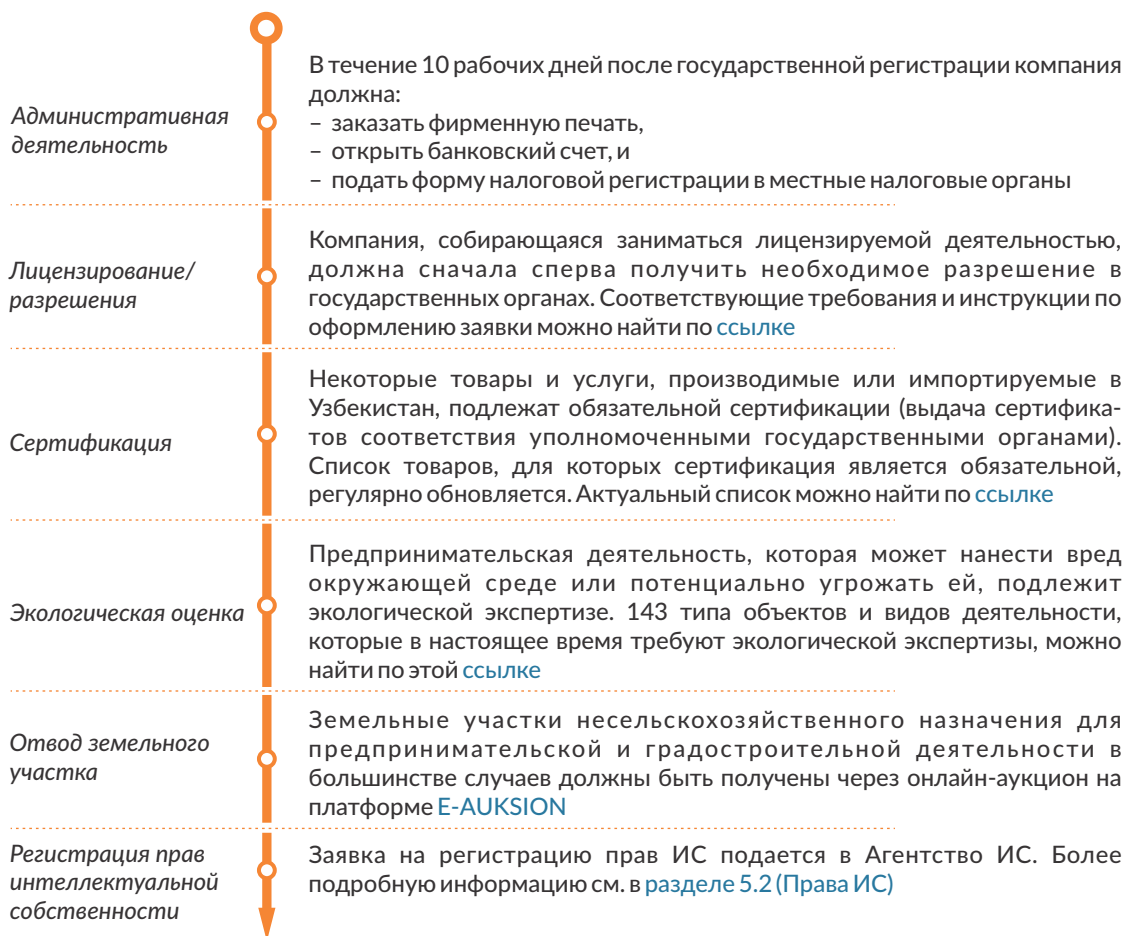 Административная
деятельность
В течение 10 рабочих дней после государственной регистрации компания
должна:
– заказать фирменную печать,
– открыть банковский счет, и
– подать форму налоговой регистрации в местные налоговые органы
Лицензирование/
разрешения
Компания, собирающаяся заниматься лицензируемой деятельностью,
должна сначала сперва получить необходимое разрешение в
государственных органах. Соответствующие требования и инструкции по
оформлению заявки можно найти по ссылке
Сертификация
Некоторые товары и услуги, производимые или импортируемые в
Узбекистан, подлежат обязательной сертификации (выдача сертифика-
тов соответствия уполномоченными государственными органами).
Список товаров, для которых сертификация является обязательной,
регулярно обновляется. Актуальный список можно найти по ссылке
Экологическая оценка
Предпринимательская деятельность, которая может нанести вред
окружающей среде или потенциально угрожать ей, подлежит
экологической экспертизе. 143 типа объектов и видов деятельности,
которые в настоящее время требуют экологической экспертизы, можно
найти по этой ссылке
Отвод земельного
участка
Земельные участки несельскохозяйственного назначения для
предпринимательской и градостроительной деятельности в
большинстве случаев должны быть получены через онлайн-аукцион на
платформе E-AUKSION
Регистрация прав
интеллектуальной
собственности
Заявка на регистрацию прав ИС подается в Агентство ИС. Более
подробную информацию см. в разделе 5.2 (Права ИС)